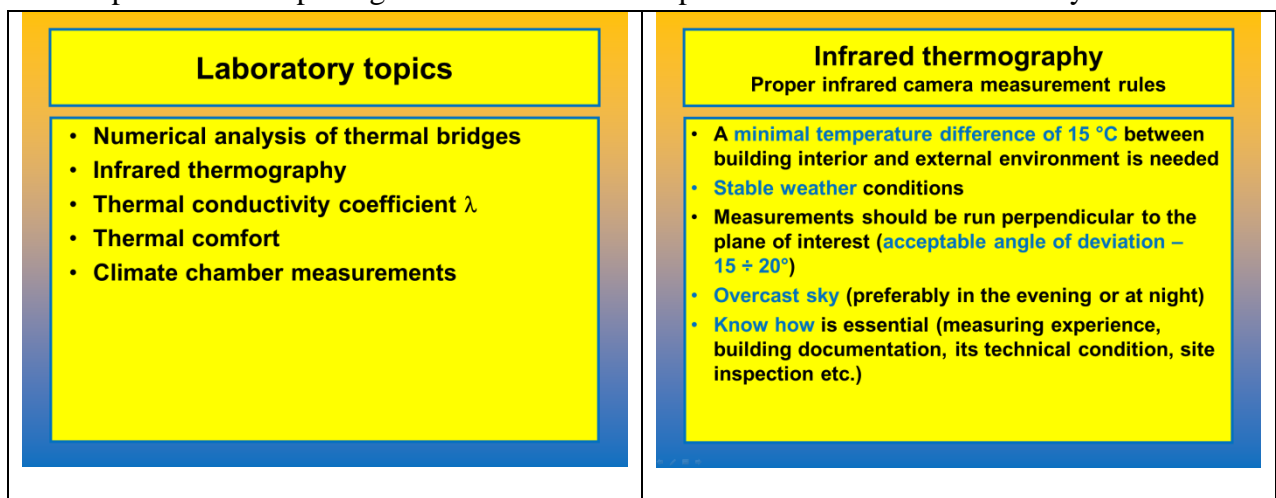 Laboratory topics
• Numerical analysis of thermal bridges
• Infrared thermography
• Thermal conductivity coefficient λ
• Thermal comfort
• Climate chamber measurements
Infrared thermography
Proper infrared camera measurement rules
• A minimal temperature difference of 15 °C between
building interior and external environment is needed
• Stable weather conditions
• Measurements should be run perpendicular to the
plane of interest (acceptable angle of deviation –
15 ÷ 20°)
• Overcast sky (preferably in the evening or at night)
• Know how is essential (measuring experience,
building documentation, its technical condition, site
inspection etc.)